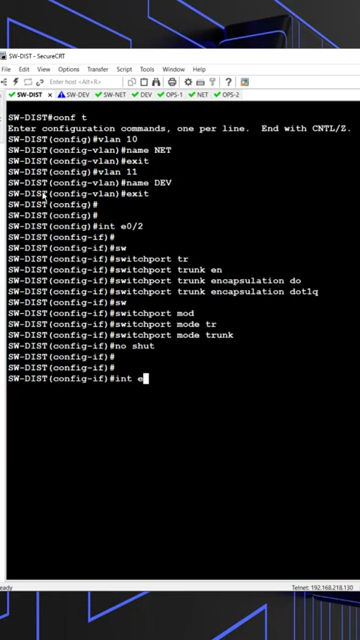 SW-DIST - SecureCRT
File Edit View Options Transfer Script Tools Window Help
Enter host <Alt+R>
SW-DIST × SW-DEV SW-NET DEV OPS-1 NET OPS-2
SW-DIST#conf t
Enter configuration commands, one per line. End with CNTL/Z.
SW-DIST(config)#vlan 10
SW-DIST(config-vlan)#name NET
SW-DIST(config-vlan)#exit
SW-DIST(config)#vlan 11
SW-DIST(config-vlan)#name DEV
SW-DIST(config-vlan)#exit
SW-DIST(config)#
SW-DIST(config)#
SW-DIST(config)#int e0/2
SW-DIST(config-if)#
SW-DIST(config-if)#sw
SW-DIST(config-if)#switchport tr
SW-DIST(config-if)#switchport trunk en
SW-DIST(config-if)#switchport trunk encapsulation do
SW-DIST(config-if)#switchport trunk encapsulation dot1q
SW-DIST(config-if)#sw
SW-DIST(config-if)#switchport mod
SW-DIST(config-if)#switchport mode tr
SW-DIST(config-if)#switchport mode trunk
SW-DIST(config-if)#no shut
SW-DIST(config-if)#
SW-DIST(config-if)#
SW-DIST(config-if)#int e
Ready Telnet: 192.168.218.130